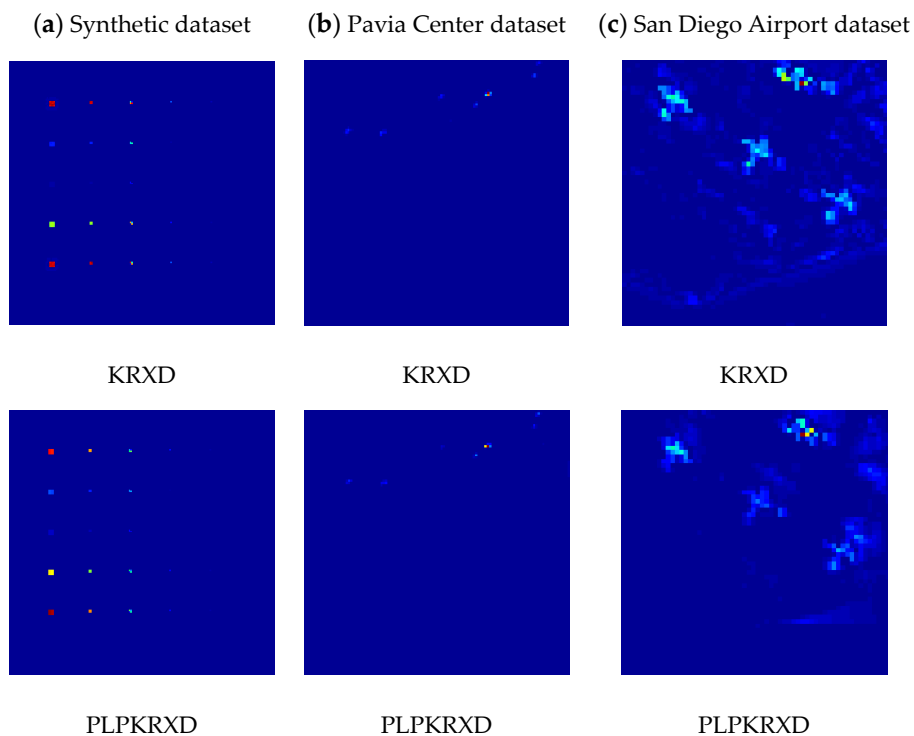 (a) Synthetic dataset (b) Pavia Center dataset (c) San Diego Airport dataset
KRXD KRXD KRXD
PLPKRXD PLPKRXD PLPKRXD